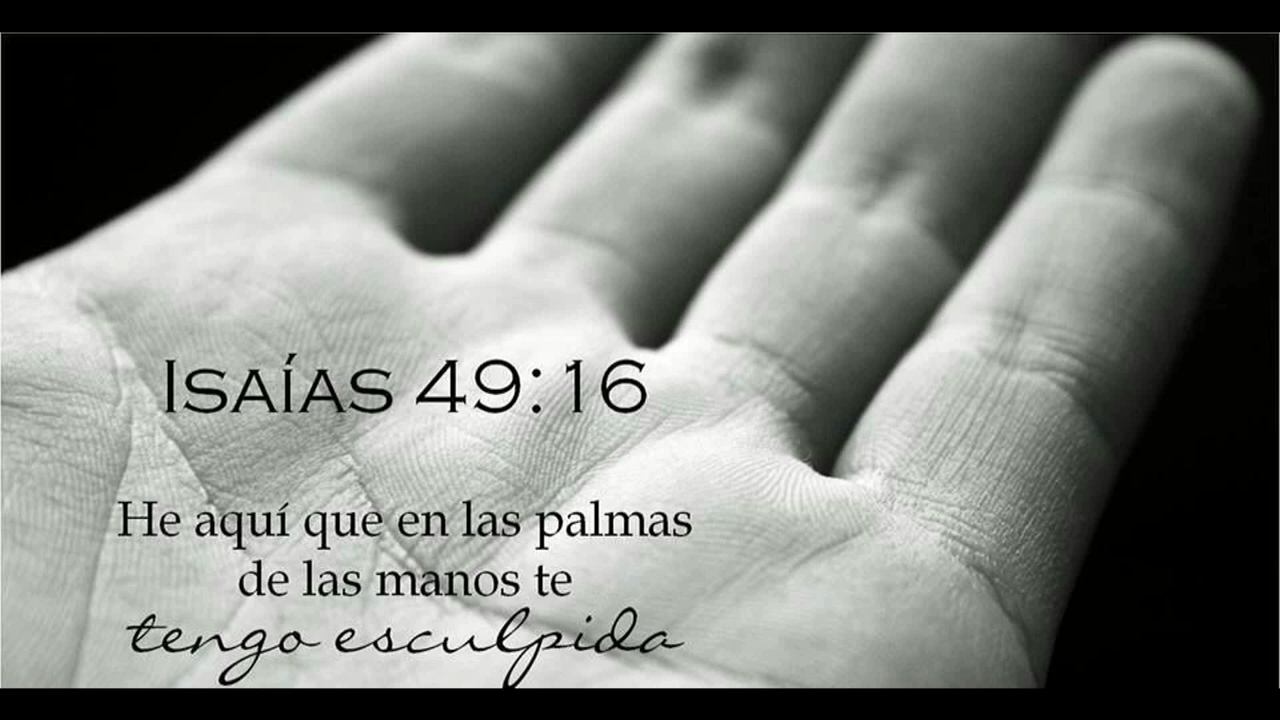 Isaías 49:16
He aquí que en las palmas
de las manos te
tengo esculpida